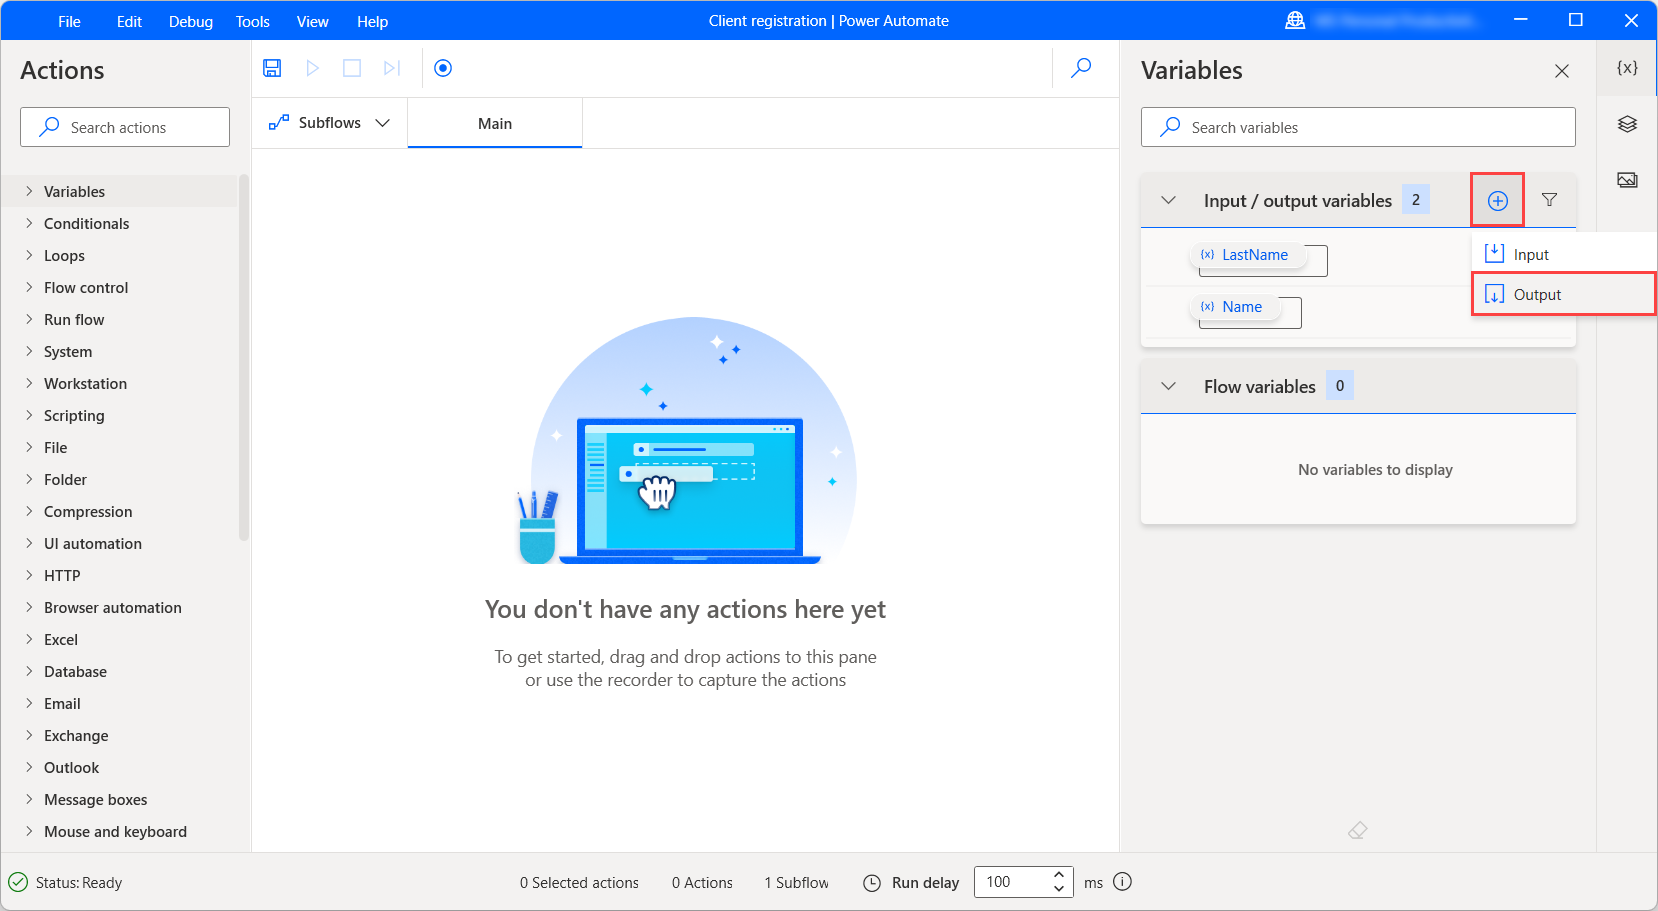 File Edit Debug Tools View Help Client registration | Power Automate
Actions
Search actions
Variables
Conditionals
Loops
Flow control
Run flow
System
Workstation
Scripting
File
Folder
Compression
UI automation
HTTP
Browser automation
Excel
Database
Email
Exchange
Outlook
Message boxes
Mouse and keyboard
Subflows Main
You don't have any actions here yet
To get started, drag and drop actions to this pane
or use the recorder to capture the actions
Variables
{x}
Search variables
Input / output variables 2
{x} LastName
{x} Name
Input
Output
Flow variables 0
No variables to display
Status: Ready 0 Selected actions 0 Actions 1 Subflow Run delay 100 ms